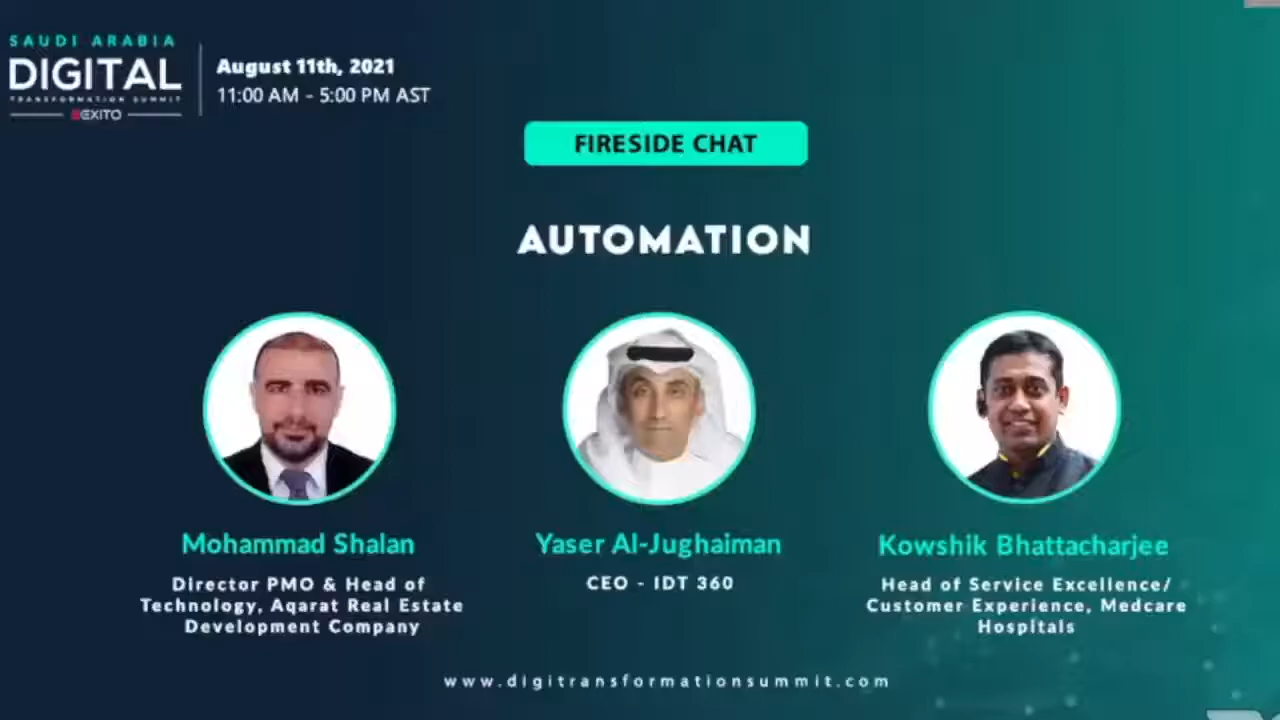 SAUDI ARABIA
DIGITAL
TRANSFORMATION SUMMIT
EXITO
August 11th, 2021
11:00 AM - 5:00 PM AST
FIRESIDE CHAT
AUTOMATION
Mohammad Shalan
Director PMO & Head of
Technology, Aqarat Real Estate
Development Company
Yaser Al-Jughaiman
CEO - IDT 360
Kowshik Bhattacharjee
Head of Service Excellence/
Customer Experience, Medcare
Hospitals
www.digitransformationsummit.com